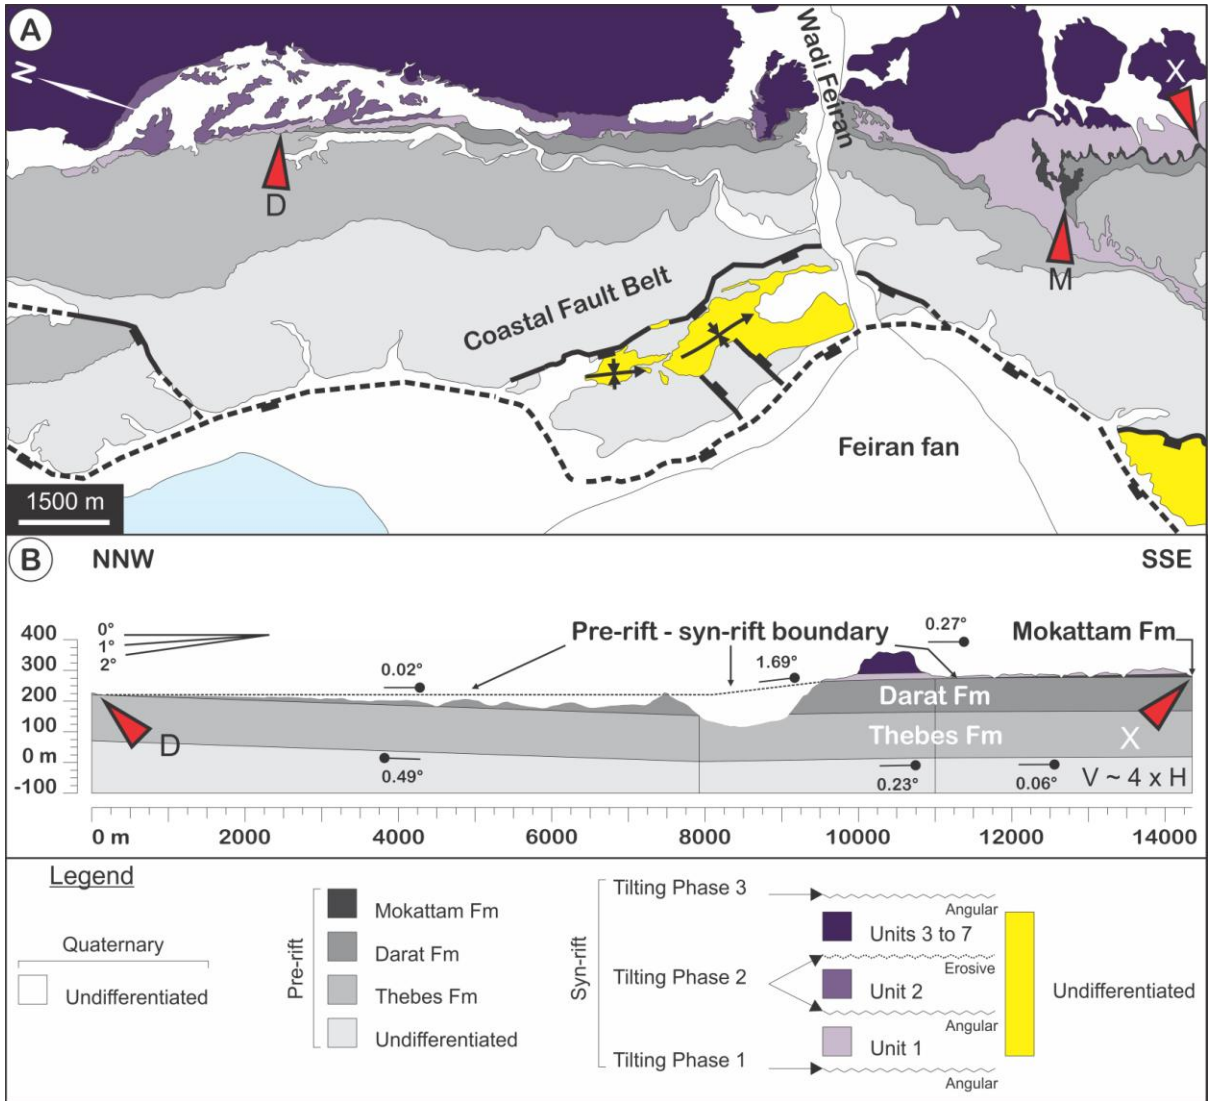 A
N
Wadi Feiran
X
D
M
Coastal Fault Belt
Feiran fan
1500 m
B
NNW
SSE
400
300
200
100
0 m
-100
0°
1°
2°
Pre-rift - syn-rift boundary
0.27°
Mokattam Fm
0.02°
1.69°
Darat Fm
Thebes Fm
D
X
0.49°
0.23°
0.06°
V ~ 4 x H
0 m 2000 4000 6000 8000 10000 12000 14000
Legend
Quaternary
Undifferentiated
Pre-rift
Mokattam Fm
Darat Fm
Thebes Fm
Undifferentiated
Syn-rift
Tilting Phase 3
Angular
Units 3 to 7
Erosive
Tilting Phase 2
Unit 2
Angular
Unit 1
Tilting Phase 1
Angular
Undifferentiated